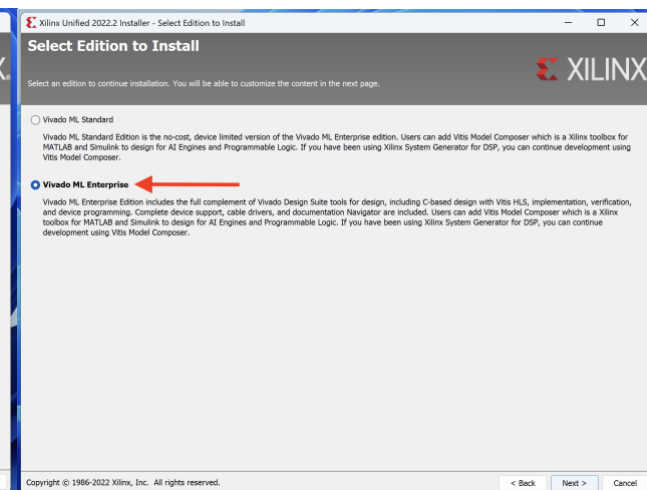 Xilinx Unified 2022.2 Installer - Select Edition to Install
Select Edition to Install
XILINX
Select an edition to continue installation. You will be able to customize the content in the next page.
Vivado ML Standard
Vivado ML Standard Edition is the no-cost, device limited version of the Vivado ML Enterprise edition. Users can add Vitis Model Composer which is a Xilinx toolbox for
MATLAB and Simulink to design for AI Engines and Programmable Logic. If you have been using Xilinx System Generator for DSP, you can continue development using
Vitis Model Composer.
Vivado ML Enterprise
Vivado ML Enterprise Edition includes the full complement of Vivado Design Suite tools for design, including C-based design with Vitis HLS, implementation, verification,
and device programming. Complete device support, cable drivers, and documentation Navigator are included. Users can add Vitis Model Composer which is a Xilinx
toolbox for MATLAB and Simulink to design for AI Engines and Programmable Logic. If you have been using Xilinx System Generator for DSP, you can continue
development using Vitis Model Composer.
Copyright © 1986-2022 Xilinx, Inc. All rights reserved.
< Back Next > Cancel